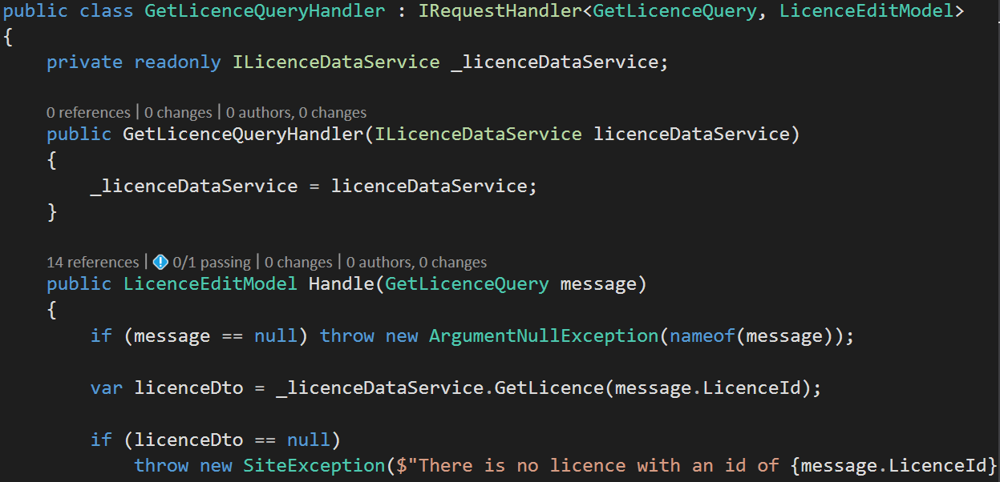 public class GetLicenceQueryHandler : IRequestHandler<GetLicenceQuery, LicenceEditModel>
{
    private readonly ILicenceDataService _licenceDataService;
    0 references | 0 changes | 0 authors, 0 changes
    public GetLicenceQueryHandler(ILicenceDataService licenceDataService)
    {
        _licenceDataService = licenceDataService;
    }
    14 references | 0/1 passing | 0 changes | 0 authors, 0 changes
    public LicenceEditModel Handle(GetLicenceQuery message)
    {
        if (message == null) throw new ArgumentNullException(nameof(message));
        var licenceDto = _licenceDataService.GetLicence(message.LicenceId);
        if (licenceDto == null)
            throw new SiteException($"There is no licence with an id of {message.LicenceId}